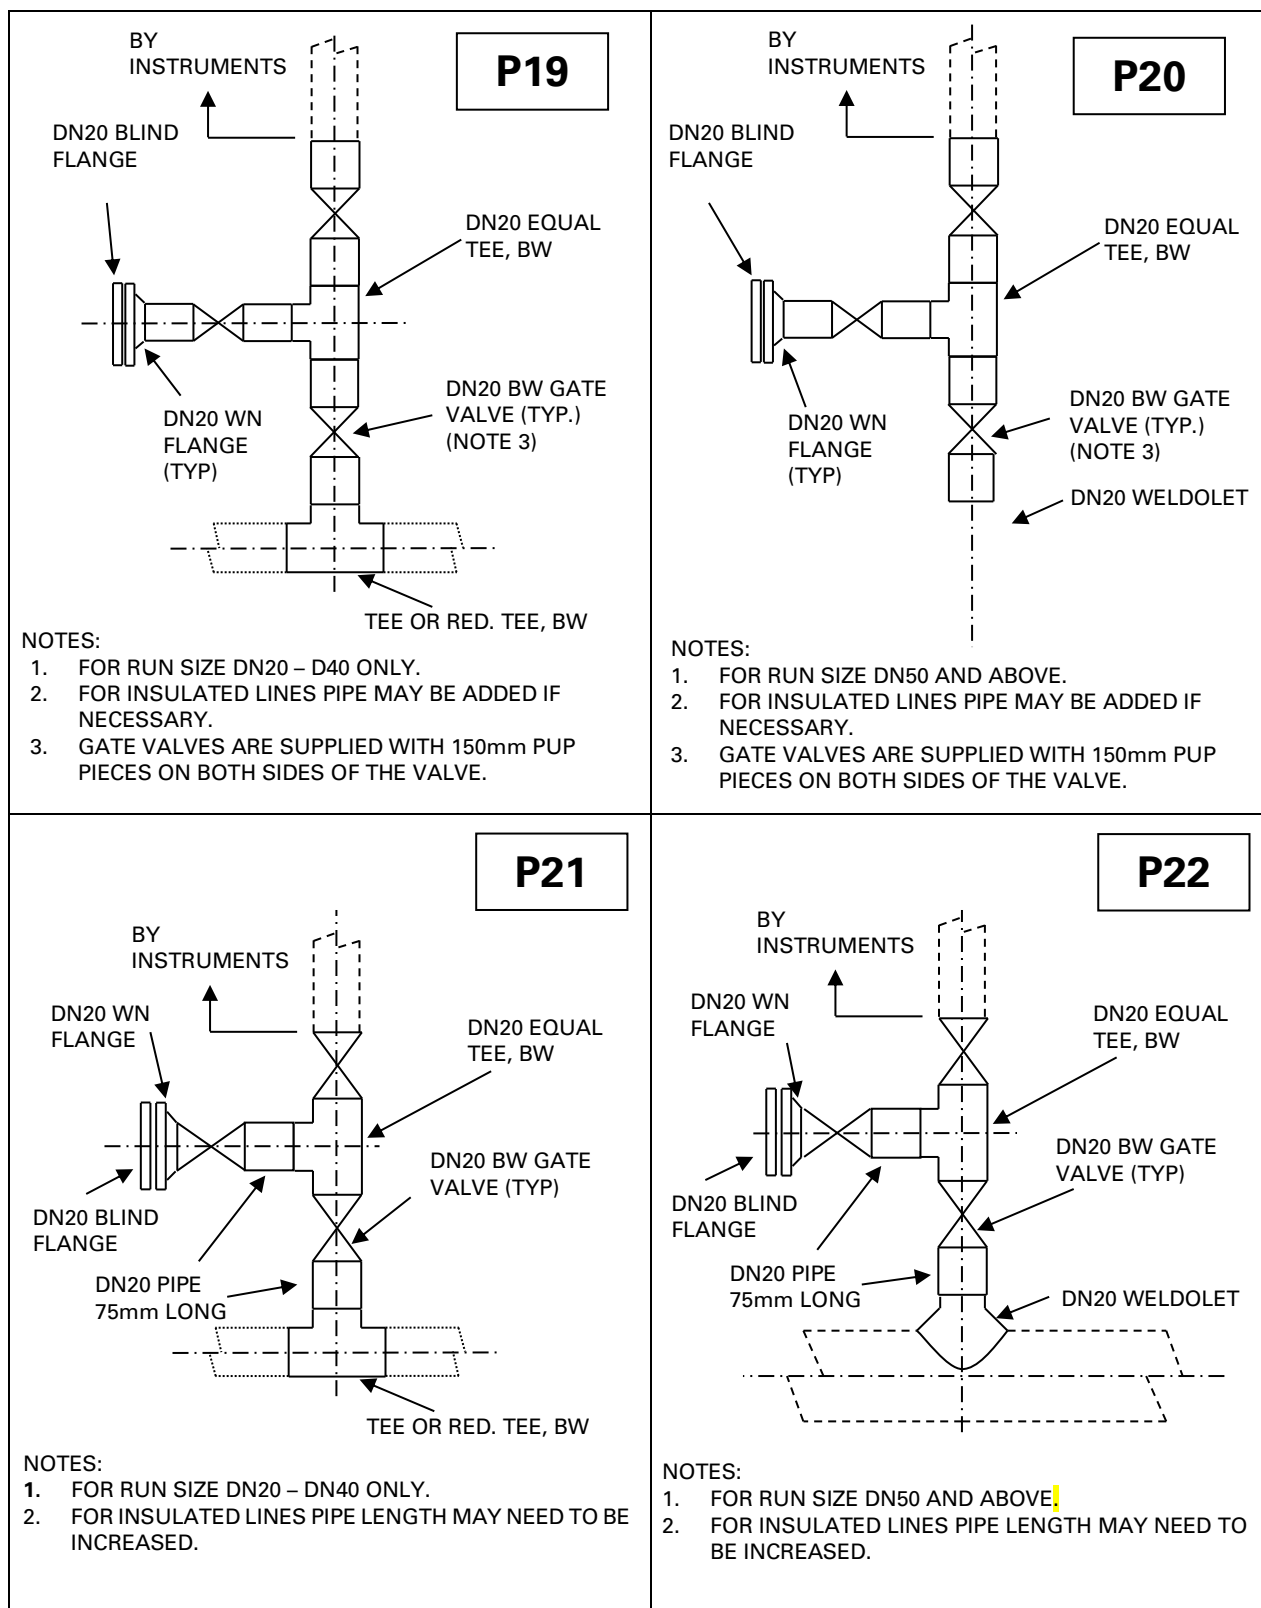 P19
BY
INSTRUMENTS
DN20 BLIND
FLANGE
DN20 EQUAL
TEE, BW
DN20 WN
FLANGE
(TYP)
DN20 BW GATE
VALVE (TYP.)
(NOTE 3)
TEE OR RED. TEE, BW
NOTES:
1. FOR RUN SIZE DN20 – D40 ONLY.
2. FOR INSULATED LINES PIPE MAY BE ADDED IF
NECESSARY.
3. GATE VALVES ARE SUPPLIED WITH 150mm PUP
PIECES ON BOTH SIDES OF THE VALVE.
P20
BY
INSTRUMENTS
DN20 BLIND
FLANGE
DN20 EQUAL
TEE, BW
DN20 WN
FLANGE
(TYP)
DN20 BW GATE
VALVE (TYP.)
(NOTE 3)
DN20 WELDOLET
NOTES:
1. FOR RUN SIZE DN50 AND ABOVE.
2. FOR INSULATED LINES PIPE MAY BE ADDED IF
NECESSARY.
3. GATE VALVES ARE SUPPLIED WITH 150mm PUP
PIECES ON BOTH SIDES OF THE VALVE.
P21
BY
INSTRUMENTS
DN20 WN
FLANGE
DN20 EQUAL
TEE, BW
DN20 BW GATE
VALVE (TYP)
DN20 BLIND
FLANGE
DN20 PIPE
75mm LONG
TEE OR RED. TEE, BW
NOTES:
1. FOR RUN SIZE DN20 – DN40 ONLY.
2. FOR INSULATED LINES PIPE LENGTH MAY NEED TO BE
INCREASED.
P22
BY
INSTRUMENTS
DN20 WN
FLANGE
DN20 EQUAL
TEE, BW
DN20 BW GATE
VALVE (TYP)
DN20 BLIND
FLANGE
DN20 PIPE
75mm LONG
DN20 WELDOLET
NOTES:
1. FOR RUN SIZE DN50 AND ABOVE.
2. FOR INSULATED LINES PIPE LENGTH MAY NEED TO
BE INCREASED.